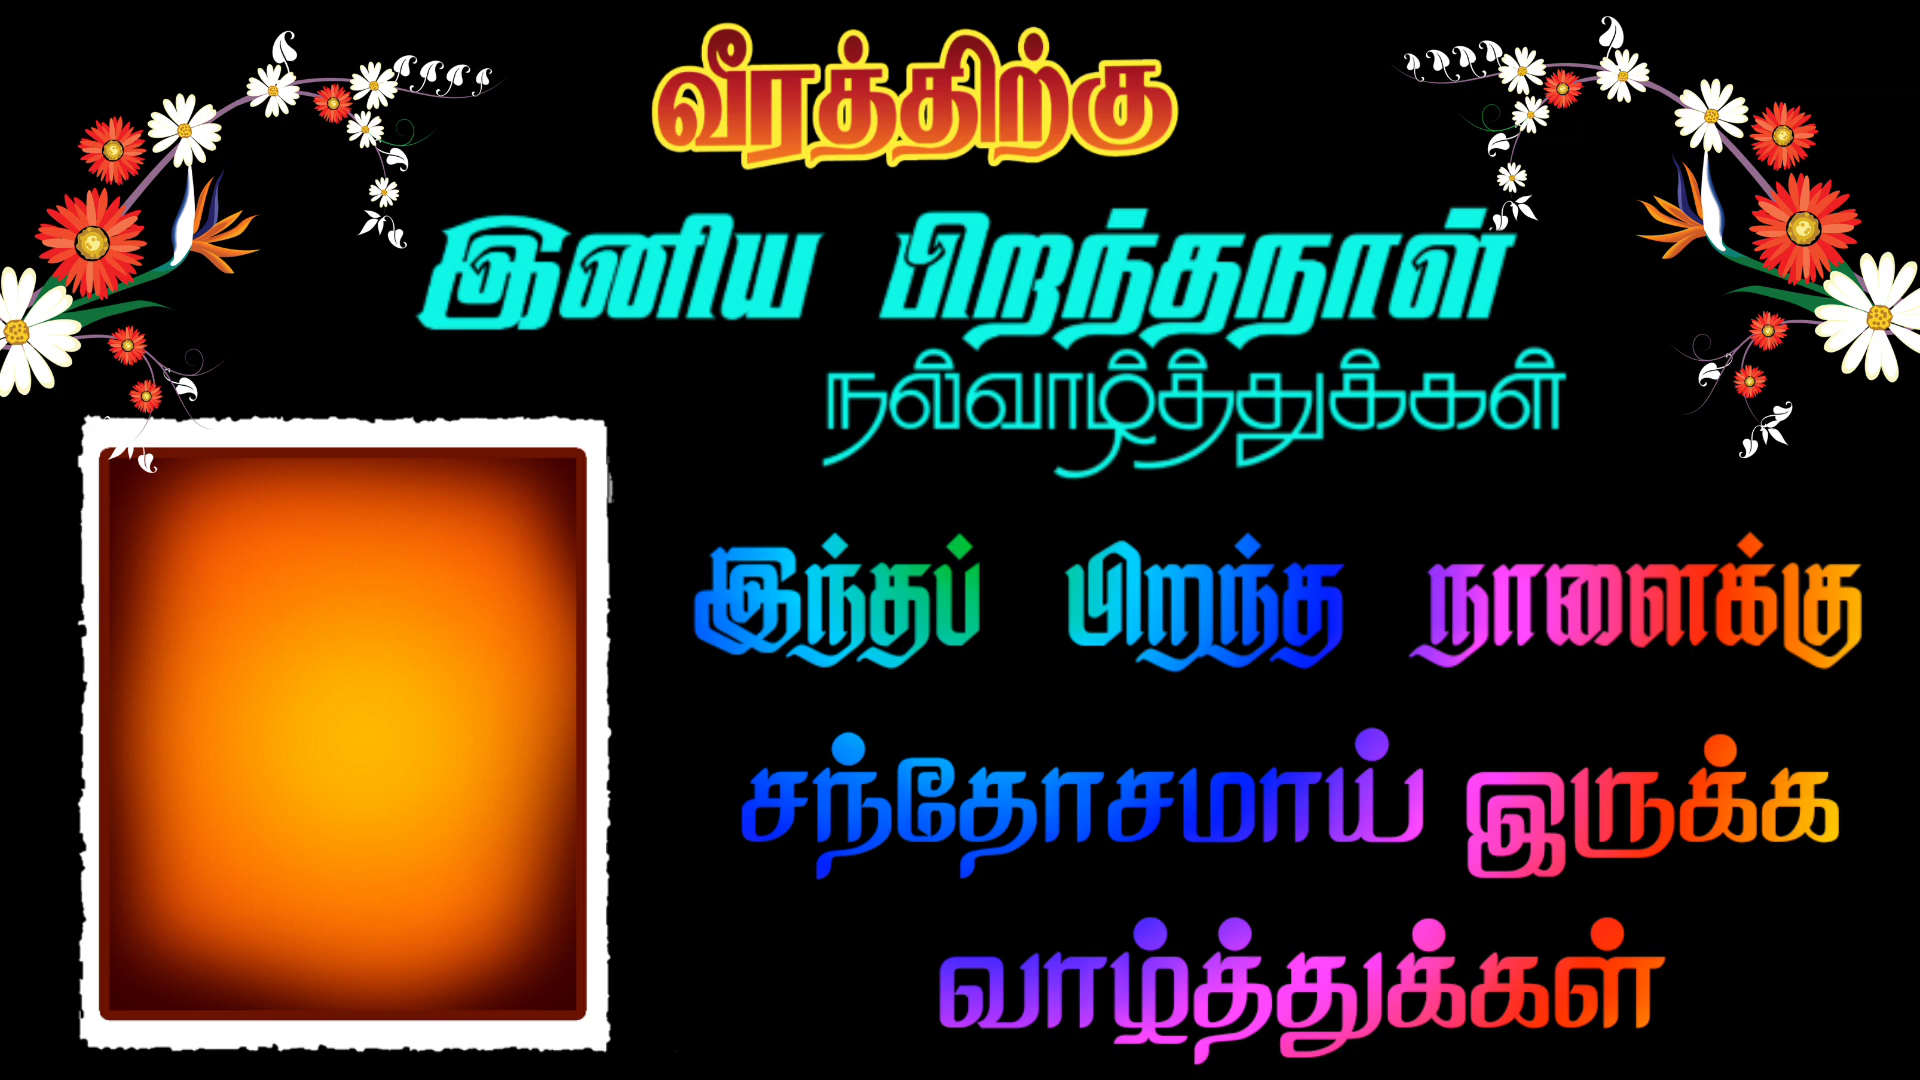 வீரத்திற்கு
இனிய பிறந்தநாள்
நல்வாழ்த்துக்கள்
இந்தப் பிறந்த நாளைக்கு
சந்தோசமாய் இருக்க
வாழ்த்துக்கள்